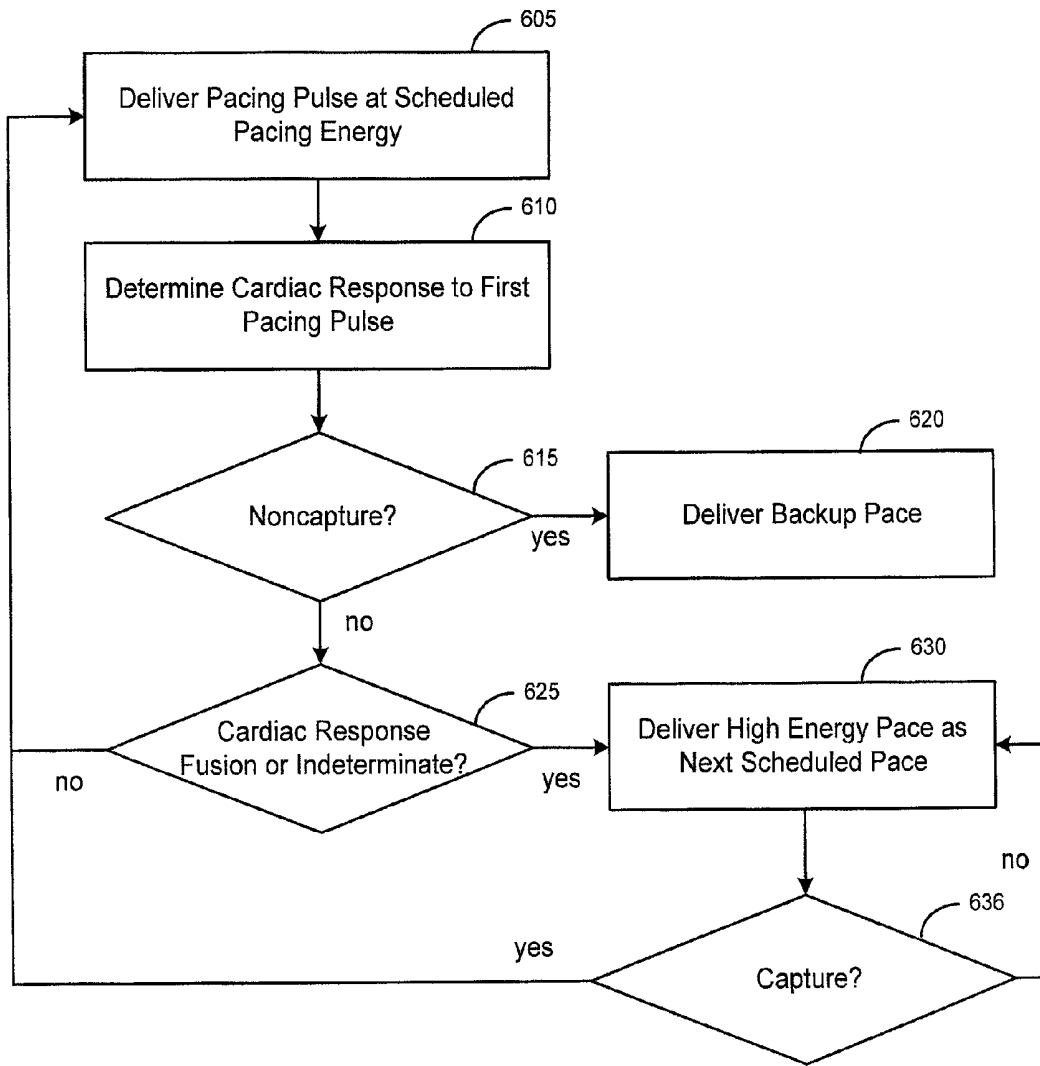 605
Deliver Pacing Pulse at Scheduled
Pacing Energy
610
Determine Cardiac Response to First
Pacing Pulse
615
Noncapture?
yes
620
Deliver Backup Pace
no
625
Cardiac Response
Fusion or Indeterminate?
no
yes
630
Deliver High Energy Pace as
Next Scheduled Pace
no
636
Capture?
yes